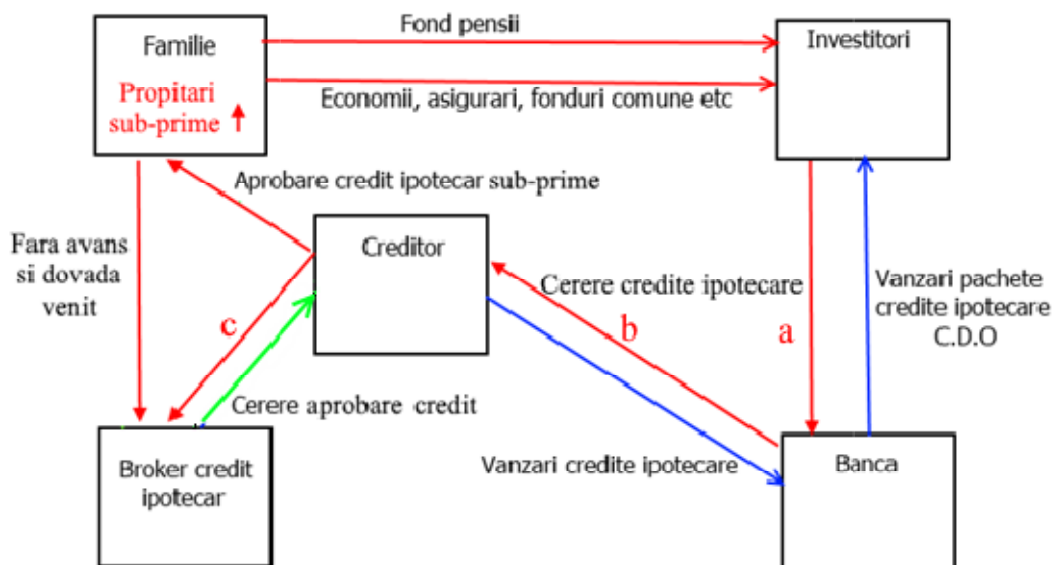 Fond pensii
Familie
Investitori
Propitari
sub-prime
Economii, asigurari, fonduri comune etc
Aprobare credit ipotecar sub-prime
Fara avans
si dovada
venit
Creditor
Cerere credite ipotecare
Vanzari pachete
credite ipotecare
C.D.O
c
b
a
Cerere aprobare credit
Vanzari credite ipotecare
Broker credit
ipotecar
Banca